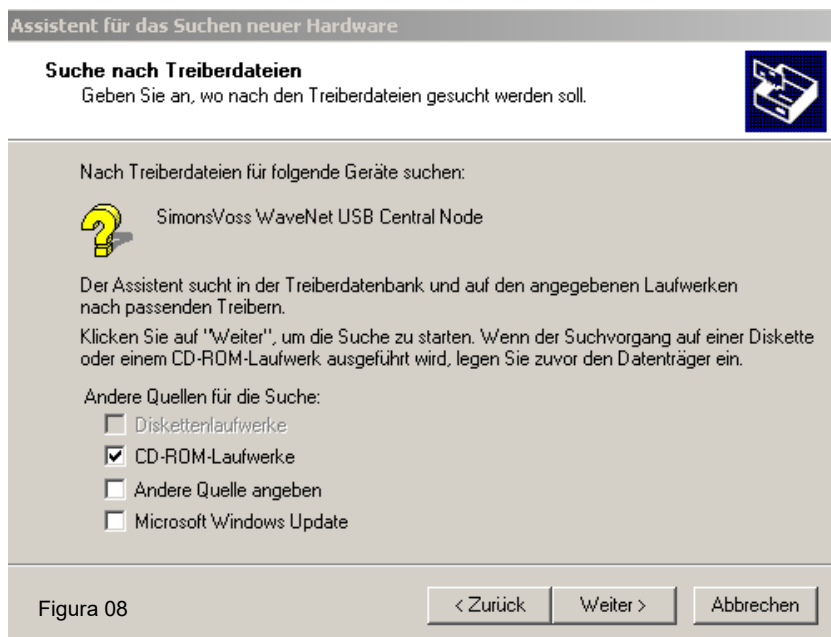 Assistent für das Suchen neuer Hardware
Suche nach Treiberdateien
Geben Sie an, wo nach den Treiberdateien gesucht werden soll.
Nach Treiberdateien für folgende Geräte suchen:
SimonsVoss WaveNet USB Central Node
Der Assistent sucht in der Treiberdatenbank und auf den angegebenen Laufwerken
nach passenden Treibern.
Klicken Sie auf "Weiter", um die Suche zu starten. Wenn der Suchvorgang auf einer Diskette
oder einem CD-ROM-Laufwerk ausgeführt wird, legen Sie zuvor den Datenträger ein.
Andere Quellen für die Suche:
Diskettenlaufwerke
CD-ROM-Laufwerke
Andere Quelle angeben
Microsoft Windows Update
Figura 08 < Zurück Weiter > Abbrechen